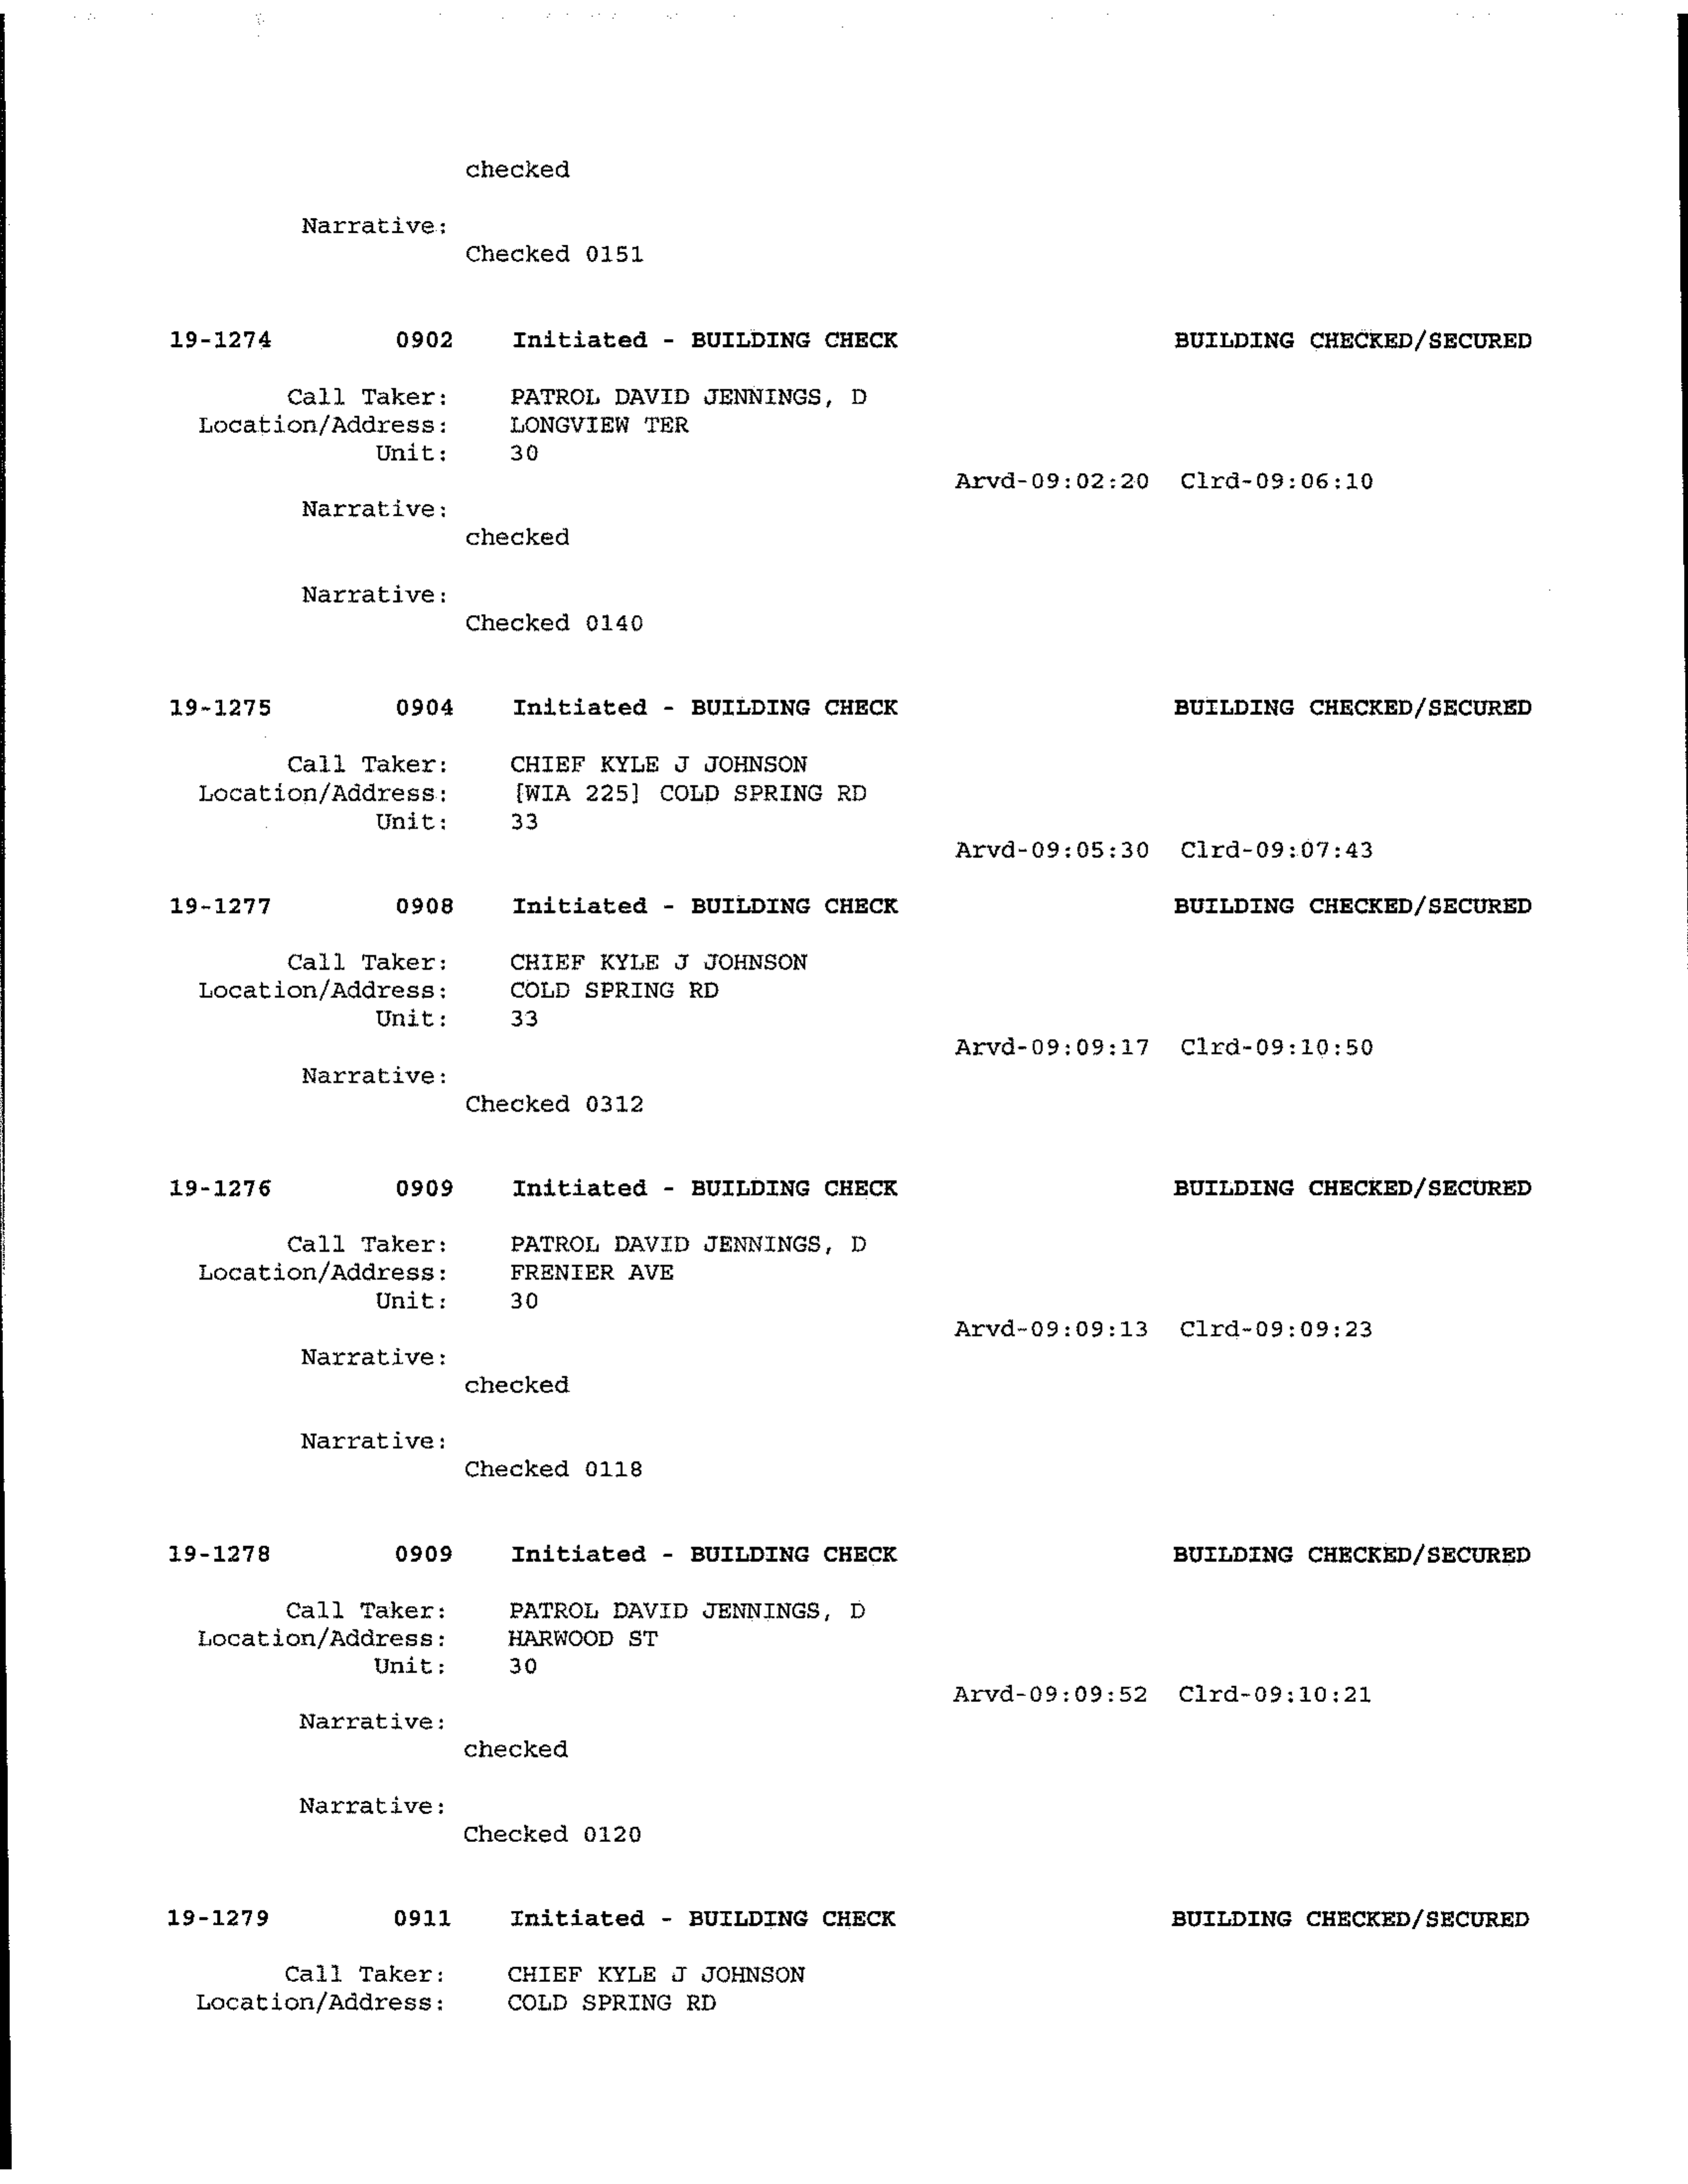 checked
Narrative:
Checked 0151
19-1274 0902 Initiated - BUILDING CHECK BUILDING CHECKED/SECURED
Call Taker: PATROL DAVID JENNINGS, D
Location/Address: LONGVIEW TER
Unit: 30
Arvd-09:02:20 Clrd-09:06:10
Narrative:
checked
Narrative:
Checked 0140
19-1275 0904 Initiated - BUILDING CHECK BUILDING CHECKED/SECURED
Call Taker: CHIEF KYLE J JOHNSON
Location/Address: [WIA 225] COLD SPRING RD
Unit: 33
Arvd-09:05:30 Clrd-09:07:43
19-1277 0908 Initiated - BUILDING CHECK BUILDING CHECKED/SECURED
Call Taker: CHIEF KYLE J JOHNSON
Location/Address: COLD SPRING RD
Unit: 33
Arvd-09:09:17 Clrd-09:10:50
Narrative:
Checked 0312
19-1276 0909 Initiated - BUILDING CHECK BUILDING CHECKED/SECURED
Call Taker: PATROL DAVID JENNINGS, D
Location/Address: FRENIER AVE
Unit: 30
Arvd-09:09:13 Clrd-09:09:23
Narrative:
checked
Narrative:
Checked 0118
19-1278 0909 Initiated - BUILDING CHECK BUILDING CHECKED/SECURED
Call Taker: PATROL DAVID JENNINGS, D
Location/Address: HARWOOD ST
Unit: 30
Arvd-09:09:52 Clrd-09:10:21
Narrative:
checked
Narrative:
Checked 0120
19-1279 0911 Initiated - BUILDING CHECK BUILDING CHECKED/SECURED
Call Taker: CHIEF KYLE J JOHNSON
Location/Address: COLD SPRING RD